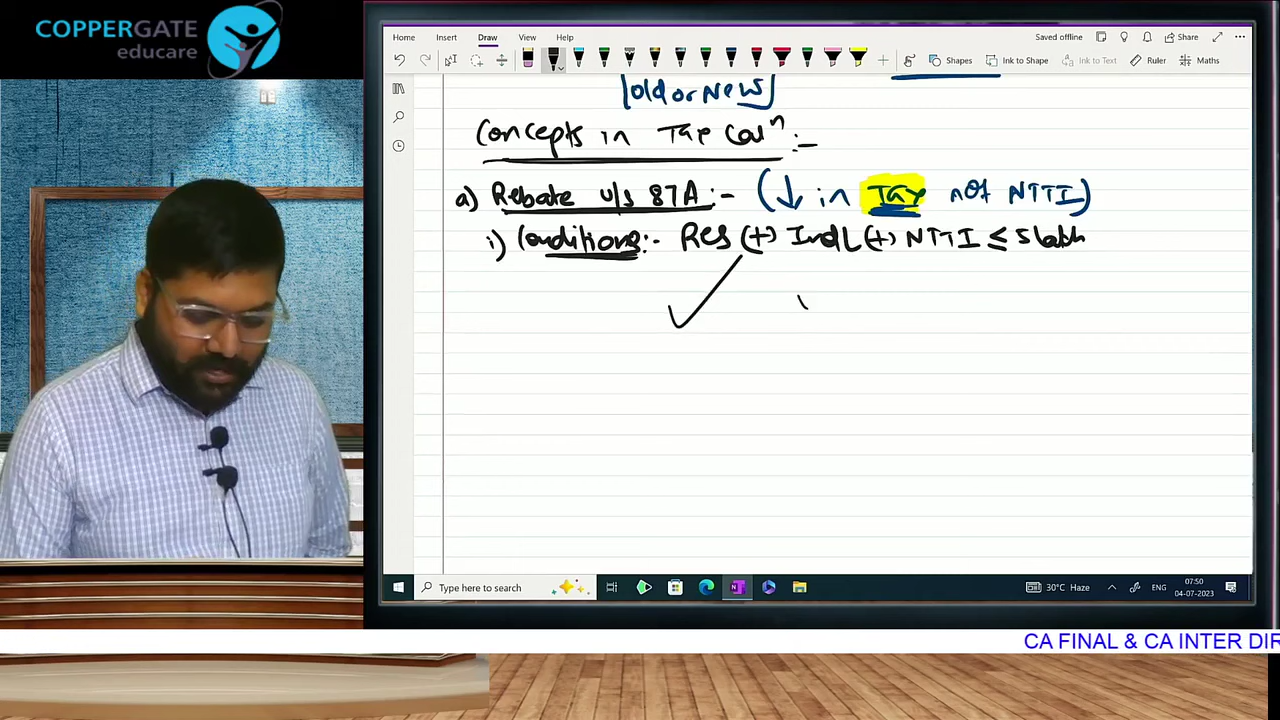 COPPERGATE
educare
Home Insert Draw View Help
Saved offline Share
Shapes Ink to Shape Ink to Text Ruler Maths
[old or New]
Concepts in Tax Calⁿ :-
a) Rebate u/s 87A :- (↓ in Tax not NTTI)
i) Conditions :- Res (+) Indl (+) NTTI ≤ 5 lakh
Type here to search
30°C Haze ENG 07:50
04-07-2023
CA FINAL & CA INTER DIR